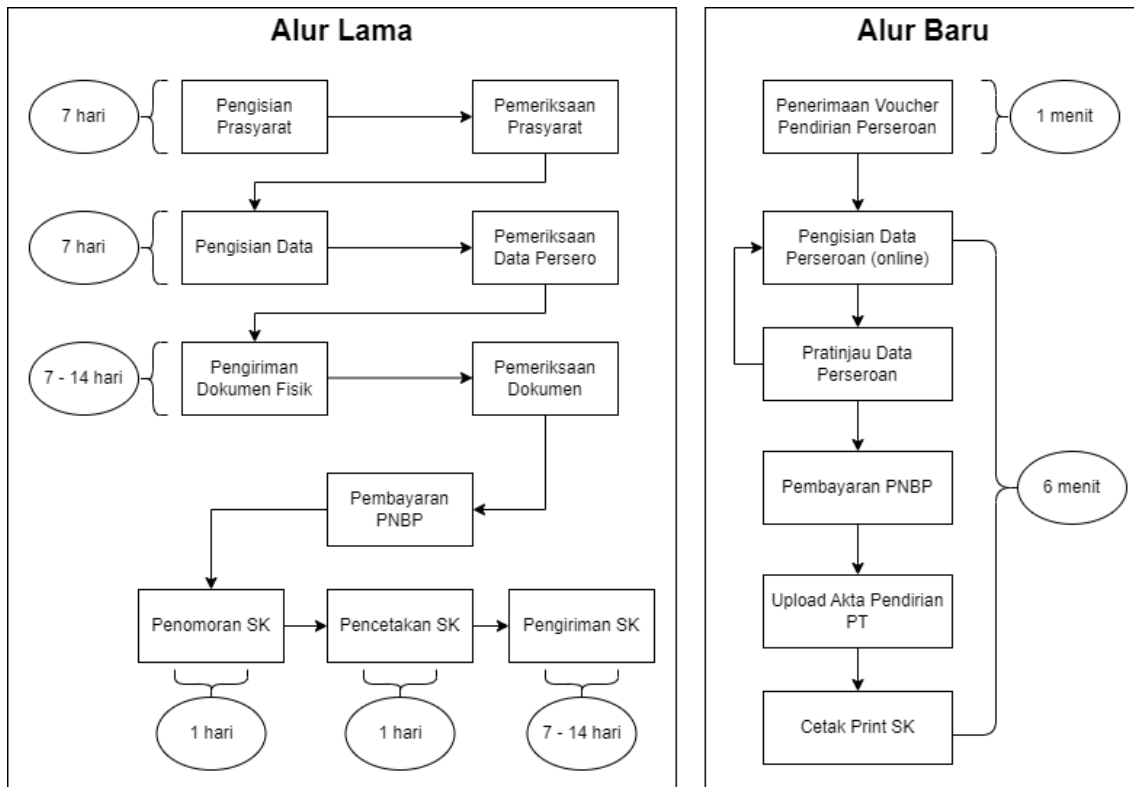 Alur Lama
7 hari
Pengisian
Prasyarat
Pemeriksaan
Prasyarat
7 hari
Pengisian Data
Pemeriksaan
Data Persero
7 - 14 hari
Pengiriman
Dokumen Fisik
Pemeriksaan
Dokumen
Pembayaran
PNBP
Penomoran SK
Pencetakan SK
Pengiriman SK
1 hari
1 hari
7 - 14 hari
Alur Baru
Penerimaan Voucher
Pendirian Perseroan
1 menit
Pengisian Data
Perseroan (online)
Pratinjau Data
Perseroan
Pembayaran PNBP
6 menit
Upload Akta Pendirian
PT
Cetak Print SK